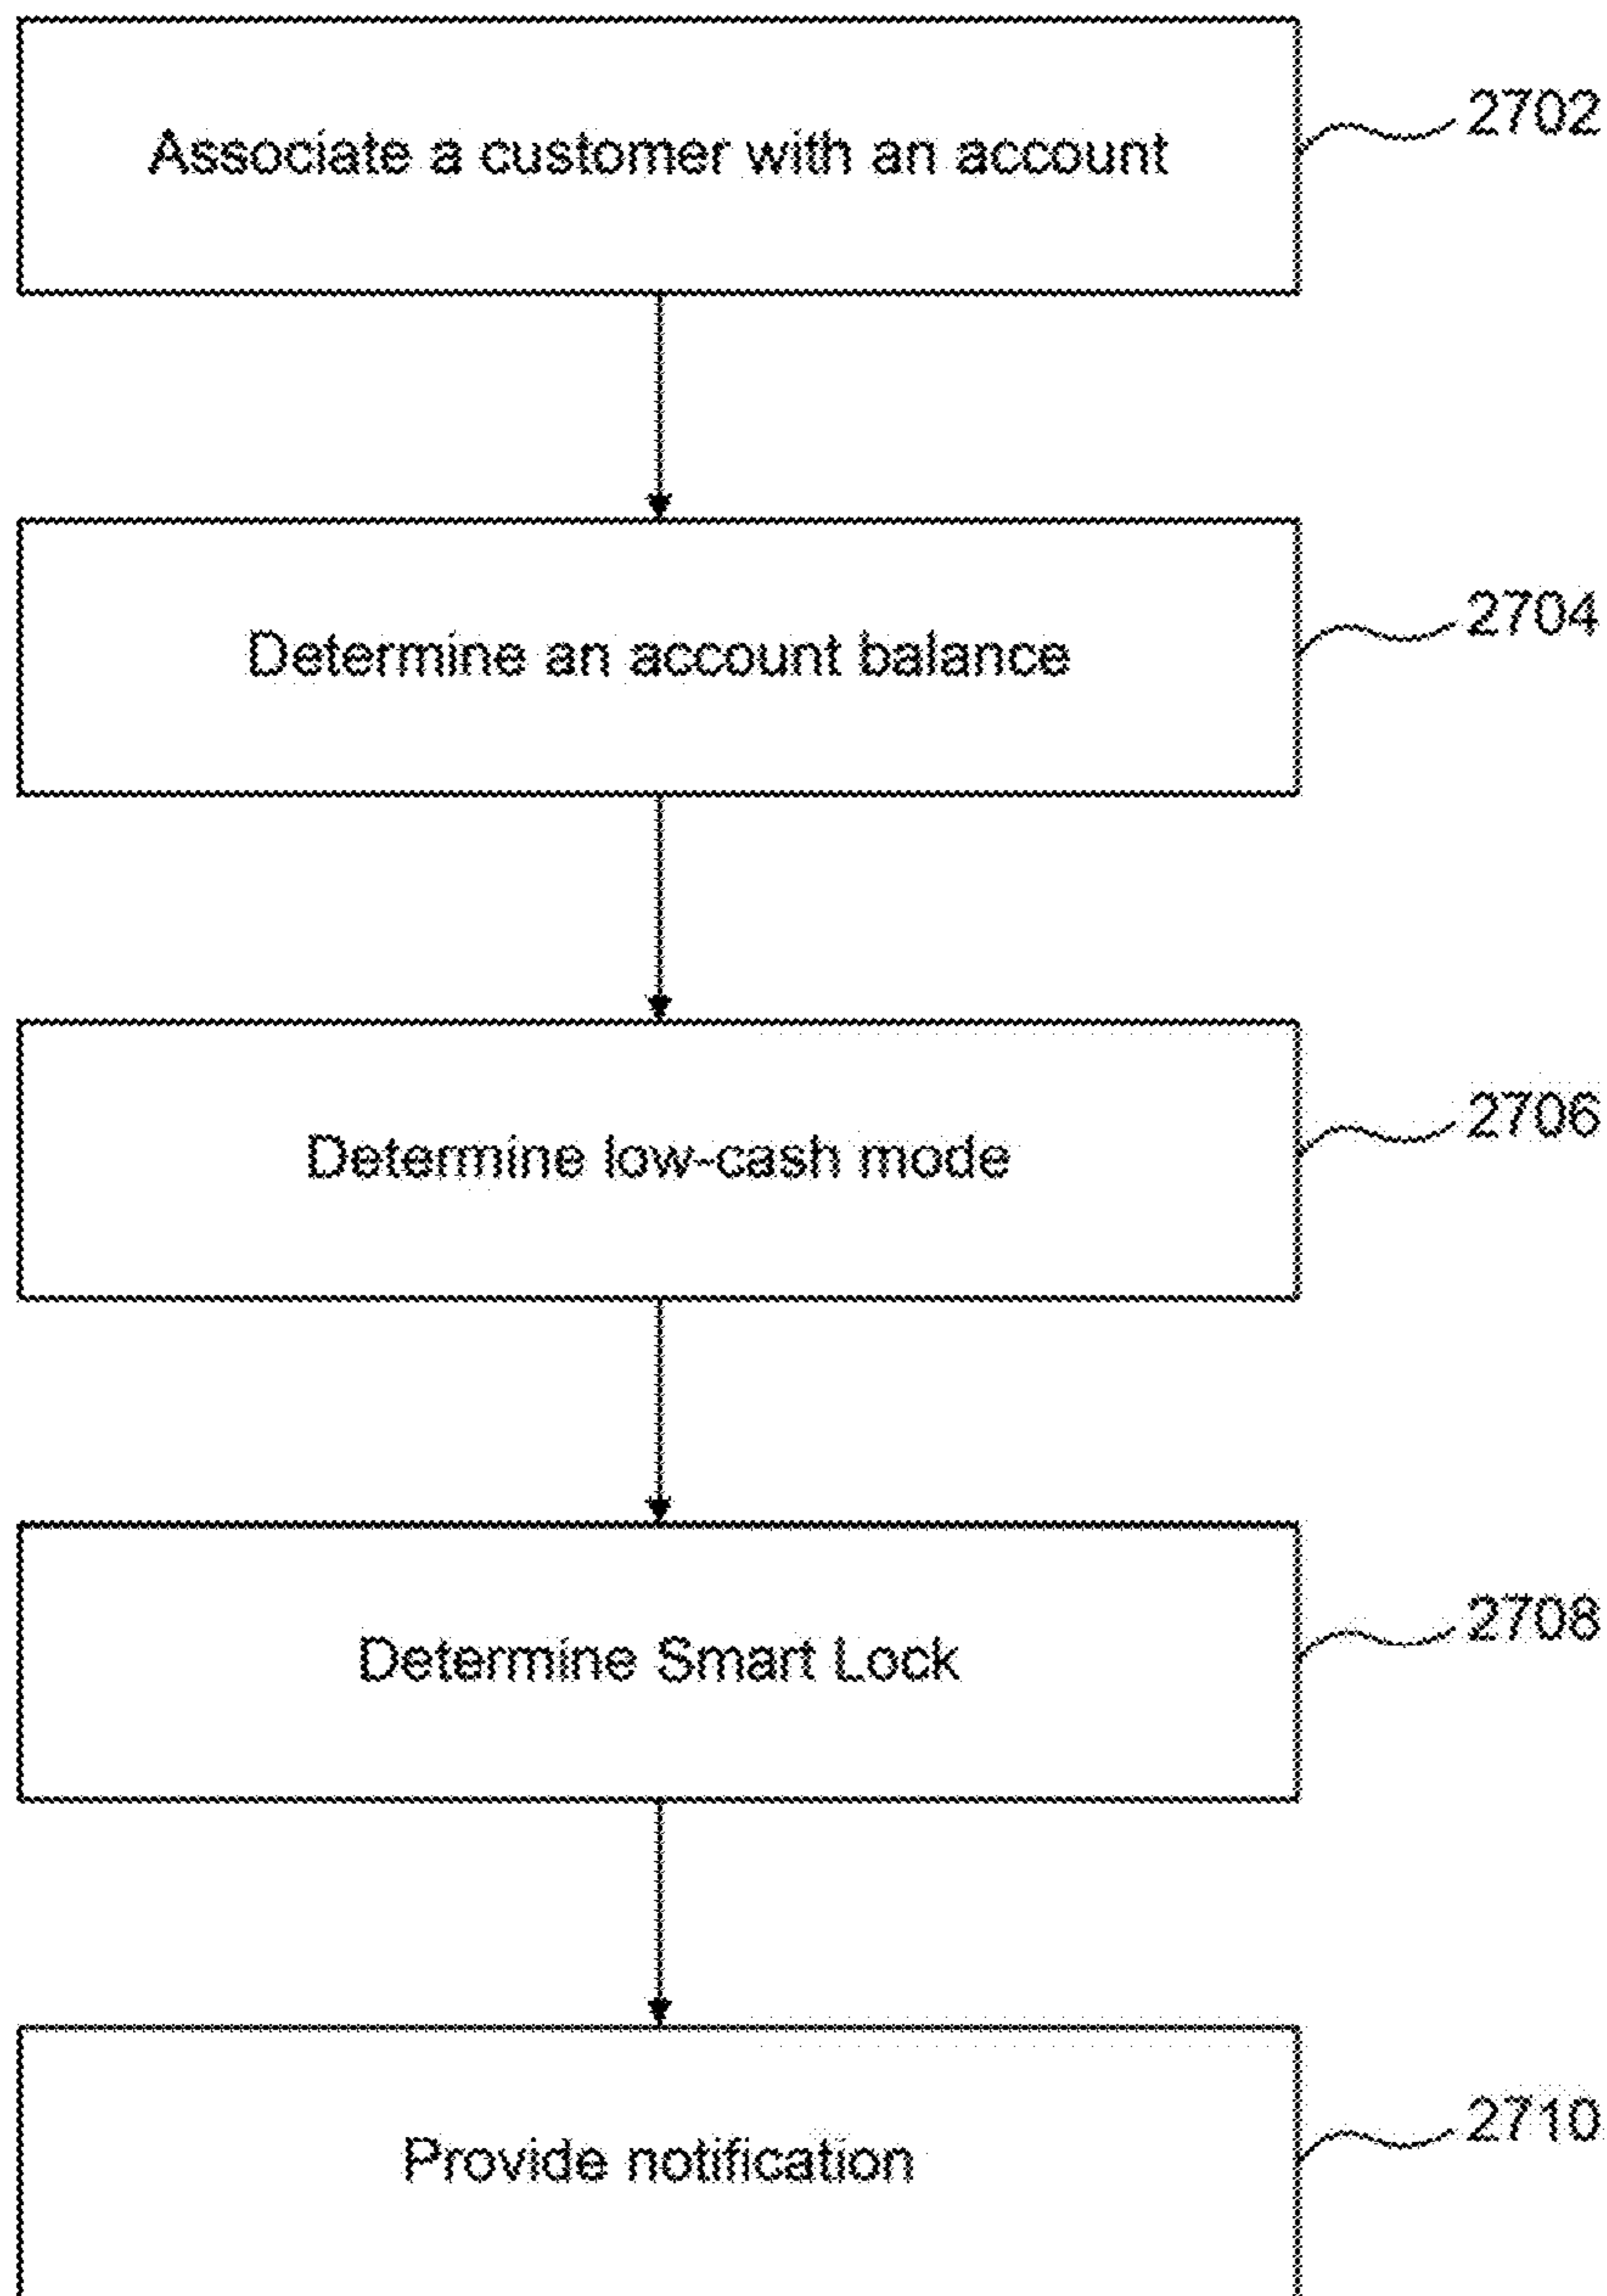 Associate a customer with an account
2702
Determine an account balance
2704
Determine low-cash mode
2706
Determine Smart Lock
2708
Provide notification
2710